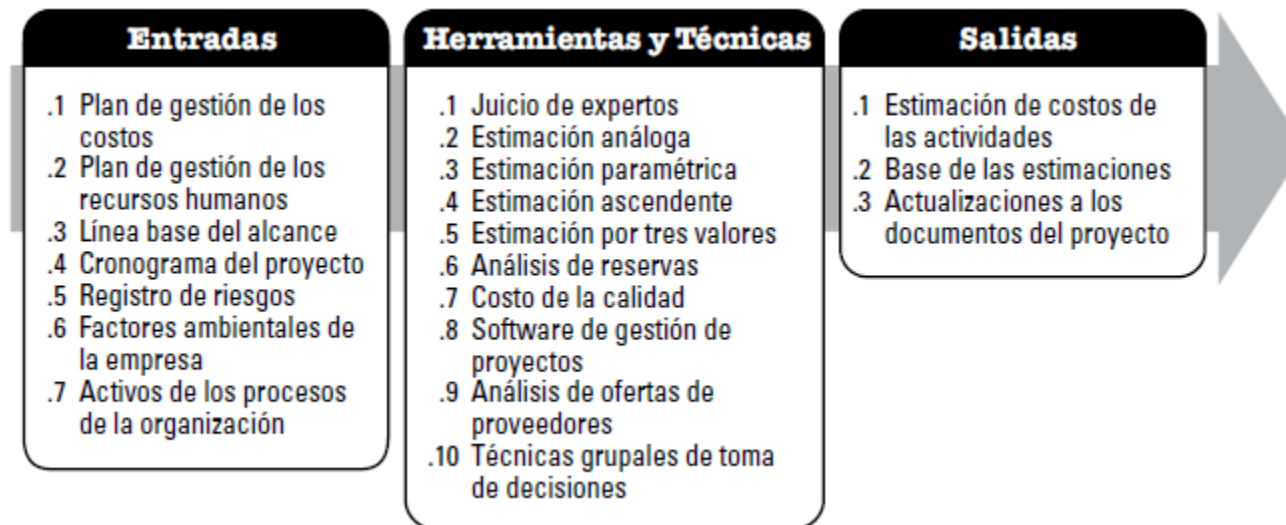 Entradas
.1 Plan de gestión de los
costos
.2 Plan de gestión de los
recursos humanos
.3 Línea base del alcance
.4 Cronograma del proyecto
.5 Registro de riesgos
.6 Factores ambientales de
la empresa
.7 Activos de los procesos
de la organización
Herramientas y Técnicas
.1 Juicio de expertos
.2 Estimación análoga
.3 Estimación paramétrica
.4 Estimación ascendente
.5 Estimación por tres valores
.6 Análisis de reservas
.7 Costo de la calidad
.8 Software de gestión de
proyectos
.9 Análisis de ofertas de
proveedores
.10 Técnicas grupales de toma
de decisiones
Salidas
.1 Estimación de costos de
las actividades
.2 Base de las estimaciones
.3 Actualizaciones a los
documentos del proyecto